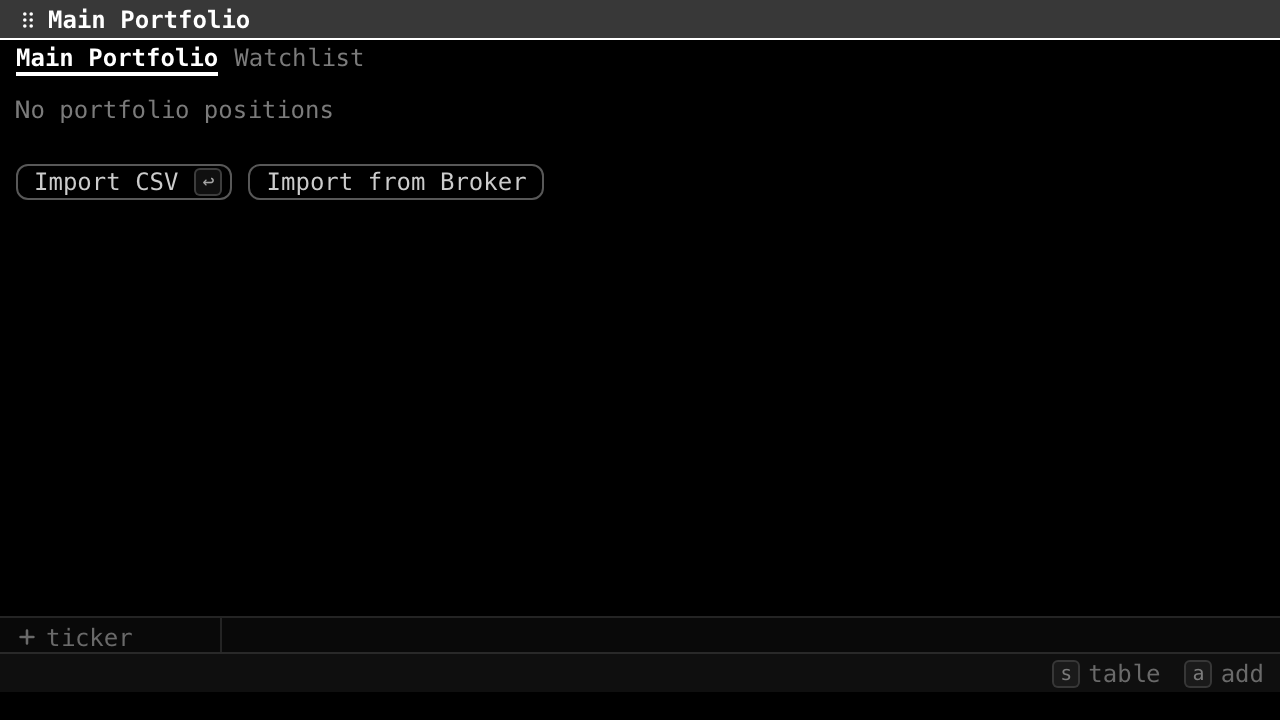 Main Portfolio
Main Portfolio Watchlist
No portfolio positions
Import CSV ↩ Import from Broker
+ ticker
s table a add